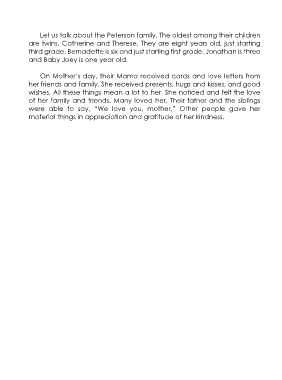 Let us talk about the Peterson family. The oldest among their children
are twins, Catherine and Therese. They are eight years old, just starting
third grade. Bernadette is six and just starting first grade. Jonathan is three
and Baby Joey is one year old.
On Mother's day, their Mama received cards and love letters from
her friends and family. She received presents, hugs and kisses, and good
wishes. All these things mean a lot to her. She noticed and felt the love
of her family and friends. Many loved her. Their father and the siblings
were able to say, "We love you, mother." Other people gave her
material things in appreciation and gratitude of her kindness.